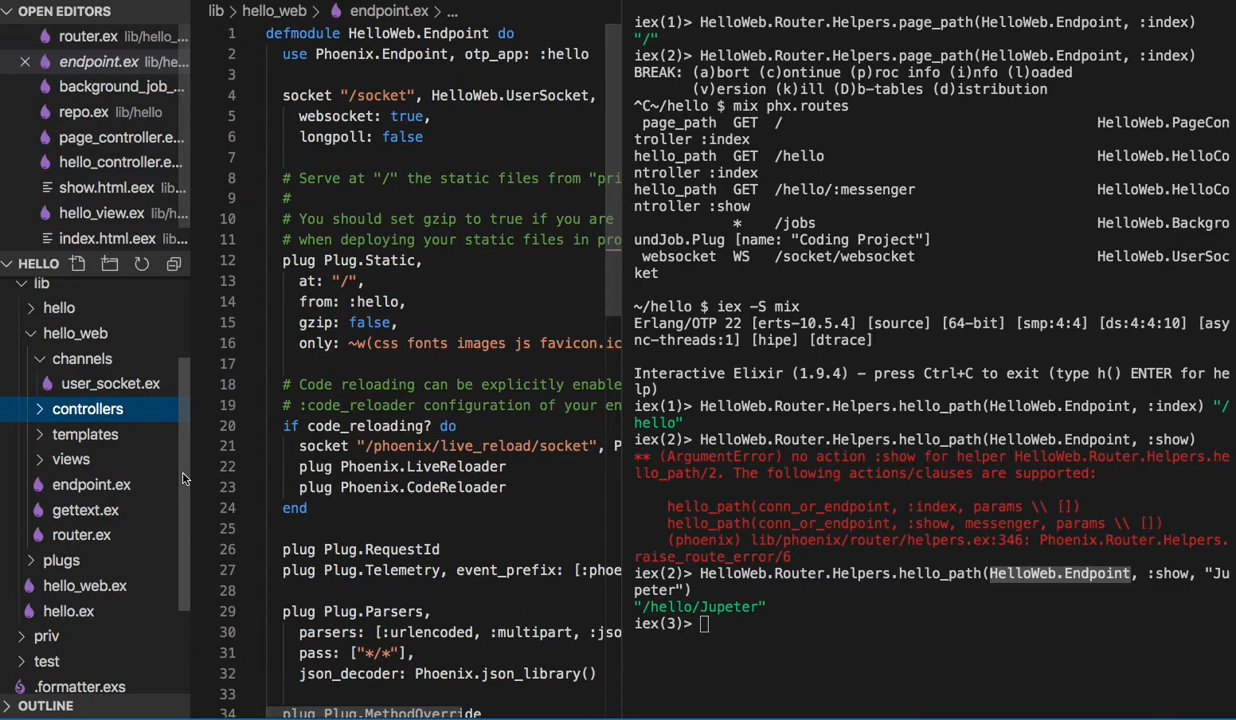 OPEN EDITORS
router.ex lib/hello_...
endpoint.ex lib/he...
background_job_...
repo.ex lib/hello
page_controller.e...
hello_controller.e...
show.html.eex lib...
hello_view.ex lib/h...
index.html.eex lib...
HELLO
lib
hello
hello_web
channels
user_socket.ex
controllers
templates
views
endpoint.ex
gettext.ex
router.ex
plugs
hello_web.ex
hello.ex
priv
test
.formatter.exs
OUTLINE
lib > hello_web > endpoint.ex > ...
1 defmodule HelloWeb.Endpoint do
2 use Phoenix.Endpoint, otp_app: :hello
3
4 socket "/socket", HelloWeb.UserSocket,
5 websocket: true,
6 longpoll: false
7
8 # Serve at "/" the static files from "pri
9 #
10 # You should set gzip to true if you are
11 # when deploying your static files in pro
12 plug Plug.Static,
13 at: "/",
14 from: :hello,
15 gzip: false,
16 only: ~w(css fonts images js favicon.ic
17
18 # Code reloading can be explicitly enable
19 # :code_reloader configuration of your en
20 if code_reloading? do
21 socket "/phoenix/live_reload/socket", P
22 plug Phoenix.LiveReloader
23 plug Phoenix.CodeReloader
24 end
25
26 plug Plug.RequestId
27 plug Plug.Telemetry, event_prefix: [:phoe
28
29 plug Plug.Parsers,
30 parsers: [:urlencoded, :multipart, :jso
31 pass: ["*/*"],
32 json_decoder: Phoenix.json_library()
33
34 plug Plug.MethodOverride
iex(1)> HelloWeb.Router.Helpers.page_path(HelloWeb.Endpoint, :index)
"/"
iex(2)> HelloWeb.Router.Helpers.page_path(HelloWeb.Endpoint, :index)
BREAK: (a)bort (c)ontinue (p)roc info (i)nfo (l)oaded
(v)ersion (k)ill (D)b-tables (d)istribution
^C~/hello $ mix phx.routes
page_path GET / HelloWeb.PageCon
troller :index
hello_path GET /hello HelloWeb.HelloCo
ntroller :index
hello_path GET /hello/:messenger HelloWeb.HelloCo
ntroller :show
* /jobs HelloWeb.Backgro
undJob.Plug [name: "Coding Project"]
websocket WS /socket/websocket HelloWeb.UserSoc
ket
~/hello $ iex -S mix
Erlang/OTP 22 [erts-10.5.4] [source] [64-bit] [smp:4:4] [ds:4:4:10] [asy
nc-threads:1] [hipe] [dtrace]
Interactive Elixir (1.9.4) - press Ctrl+C to exit (type h() ENTER for he
lp)
iex(1)> HelloWeb.Router.Helpers.hello_path(HelloWeb.Endpoint, :index) "/
hello"
iex(2)> HelloWeb.Router.Helpers.hello_path(HelloWeb.Endpoint, :show)
** (ArgumentError) no action :show for helper HelloWeb.Router.Helpers.he
llo_path/2. The following actions/clauses are supported:
hello_path(conn_or_endpoint, :index, params \\ [])
hello_path(conn_or_endpoint, :show, messenger, params \\ [])
(phoenix) lib/phoenix/router/helpers.ex:346: Phoenix.Router.Helpers.
raise_route_error/6
iex(2)> HelloWeb.Router.Helpers.hello_path(HelloWeb.Endpoint, :show, "Ju
peter")
"/hello/Jupeter"
iex(3)>